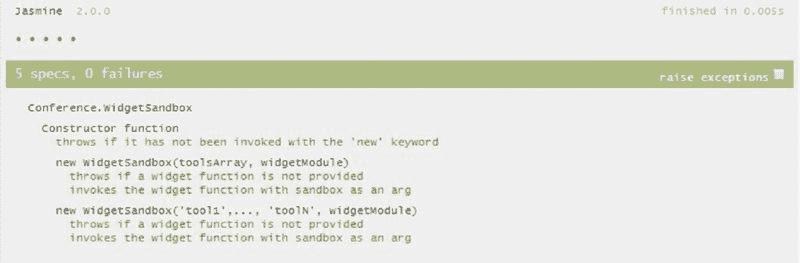 Jasmine 2.0.0
finished in 0.005s
5 specs, 0 failures
raise exceptions
Conference.WidgetSandbox
Constructor function
throws if it has not been invoked with the 'new' keyword
new WidgetSandbox(toolsArray, widgetModule)
throws if a widget function is not provided
invokes the widget function with sandbox as an arg
new WidgetSandbox('tool1',..., 'toolN', widgetModule)
throws if a widget function is not provided
invokes the widget function with sandbox as an arg